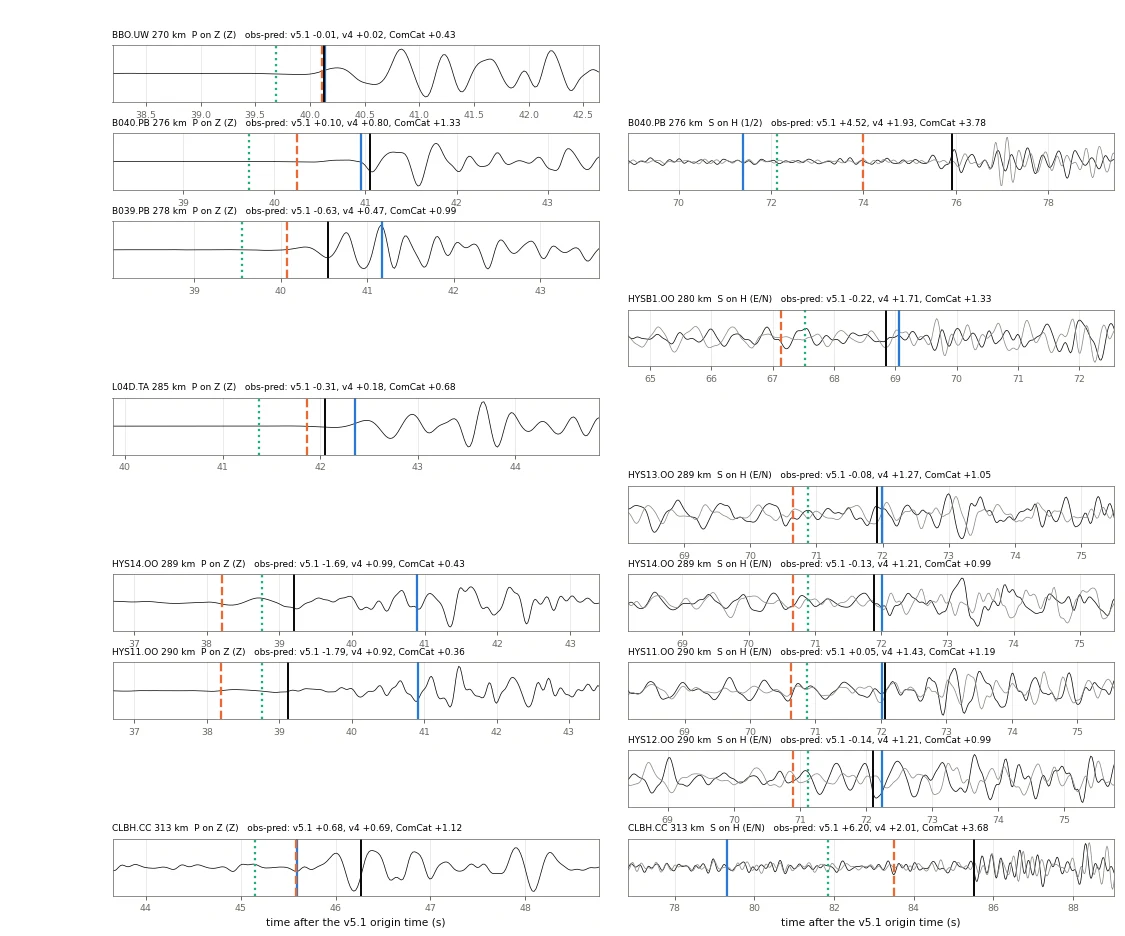 BBO.UW 270 km P on Z (Z) obs-pred: v5.1 -0.01, v4 +0.02, ComCat +0.43
38.5 39.0 39.5 40.0 40.5 41.0 41.5 42.0 42.5
B040.PB 276 km P on Z (Z) obs-pred: v5.1 +0.10, v4 +0.80, ComCat +1.33
39 40 41 42 43
B040.PB 276 km S on H (1/2) obs-pred: v5.1 +4.52, v4 +1.93, ComCat +3.78
70 72 74 76 78
B039.PB 278 km P on Z (Z) obs-pred: v5.1 -0.63, v4 +0.47, ComCat +0.99
39 40 41 42 43
HYSB1.OO 280 km S on H (E/N) obs-pred: v5.1 -0.22, v4 +1.71, ComCat +1.33
65 66 67 68 69 70 71 72
L04D.TA 285 km P on Z (Z) obs-pred: v5.1 -0.31, v4 +0.18, ComCat +0.68
40 41 42 43 44
HYS13.OO 289 km S on H (E/N) obs-pred: v5.1 -0.08, v4 +1.27, ComCat +1.05
69 70 71 72 73 74 75
HYS14.OO 289 km P on Z (Z) obs-pred: v5.1 -1.69, v4 +0.99, ComCat +0.43
37 38 39 40 41 42 43
HYS14.OO 289 km S on H (E/N) obs-pred: v5.1 -0.13, v4 +1.21, ComCat +0.99
69 70 71 72 73 74 75
HYS11.OO 290 km P on Z (Z) obs-pred: v5.1 -1.79, v4 +0.92, ComCat +0.36
37 38 39 40 41 42 43
HYS11.OO 290 km S on H (E/N) obs-pred: v5.1 +0.05, v4 +1.43, ComCat +1.19
69 70 71 72 73 74 75
HYS12.OO 290 km S on H (E/N) obs-pred: v5.1 -0.14, v4 +1.21, ComCat +0.99
69 70 71 72 73 74 75
CLBH.CC 313 km P on Z (Z) obs-pred: v5.1 +0.68, v4 +0.69, ComCat +1.12
44 45 46 47 48
time after the v5.1 origin time (s)
CLBH.CC 313 km S on H (E/N) obs-pred: v5.1 +6.20, v4 +2.01, ComCat +3.68
78 80 82 84 86 88
time after the v5.1 origin time (s)